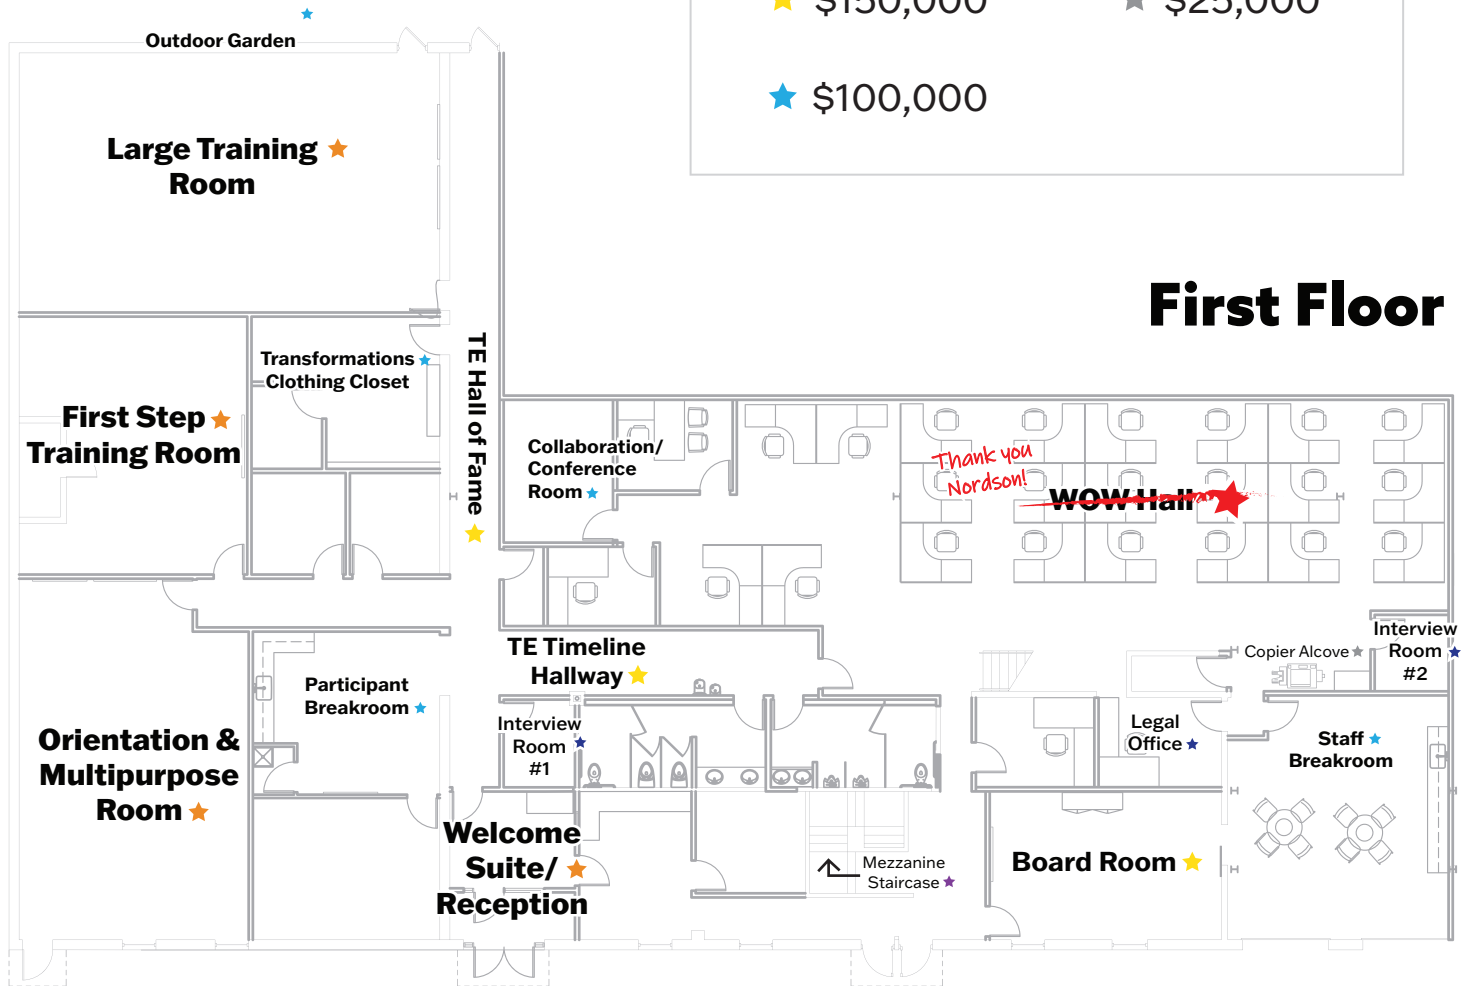 $150,000
$25,000
$100,000
Outdoor Garden
Large Training
Room
First Floor
TE Hall of Fame
Transformations
Clothing Closet
First Step
Training Room
Collaboration/
Conference
Room
Thank you
Nordson!
WOW Hall
TE Timeline
Hallway
Copier Alcove
Interview
Room
#2
Participant
Breakroom
Interview
Room
#1
Legal
Office
Staff
Breakroom
Orientation &
Multipurpose
Room
Welcome
Suite/
Reception
Mezzanine
Staircase
Board Room